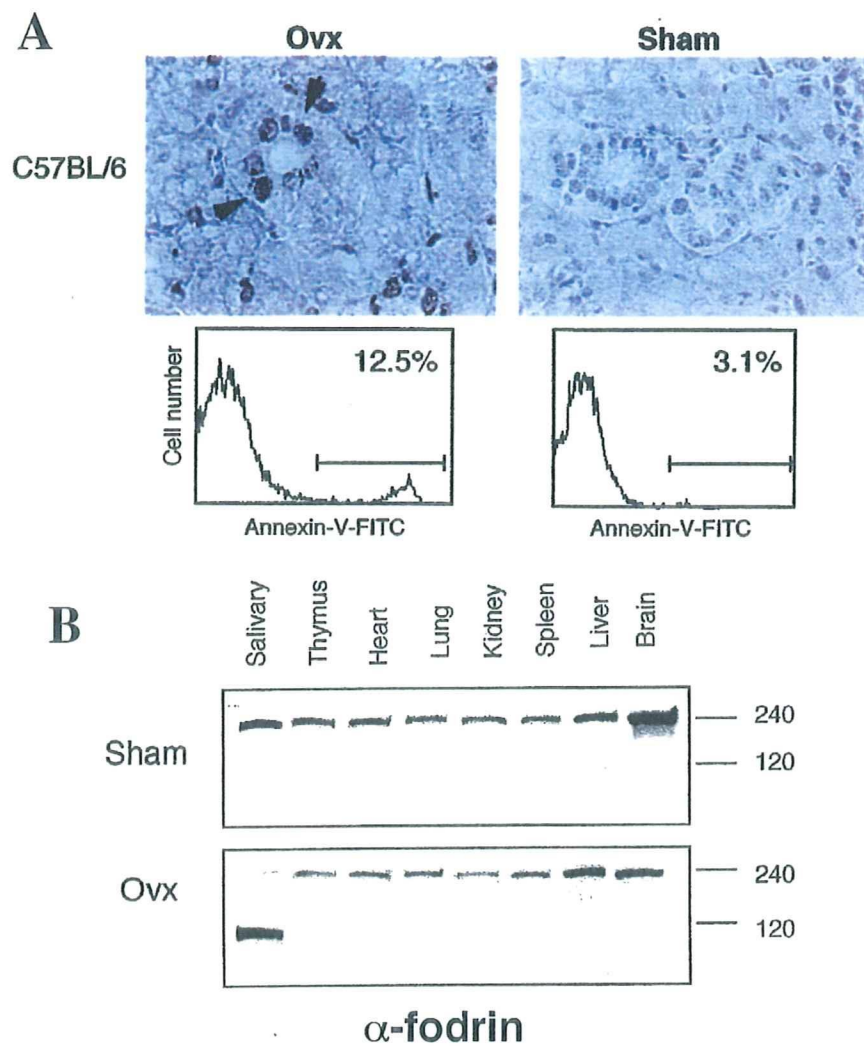 A
Ovx
Sham
C57BL/6
12.5%
3.1%
Cell number
Annexin-V-FITC
Annexin-V-FITC
B
Salivary
Thymus
Heart
Lung
Kidney
Spleen
Liver
Brain
Sham
240
120
Ovx
240
120
α-fodrin